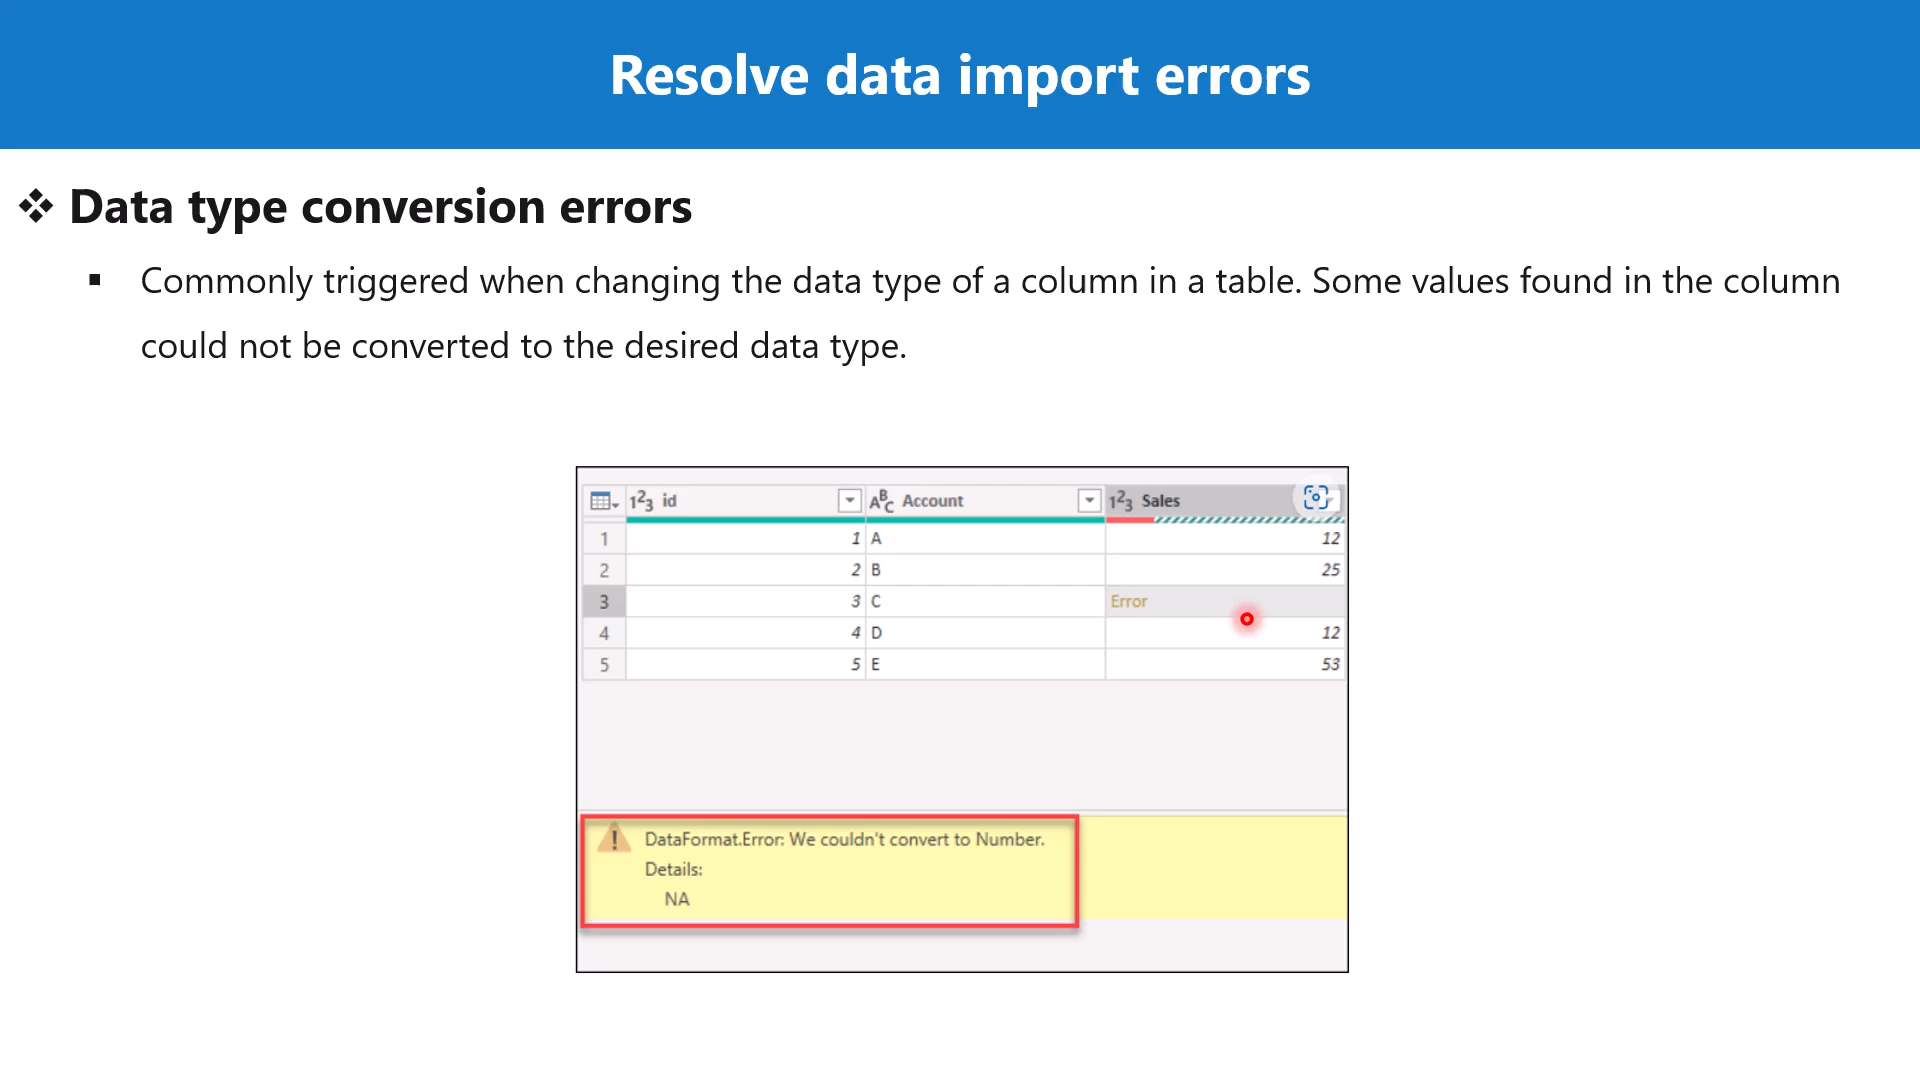 Resolve data import errors
❖ Data type conversion errors
▪ Commonly triggered when changing the data type of a column in a table. Some values found in the column
could not be converted to the desired data type.
1²3 id ABC Account 1²3 Sales
1 1 A 12
2 2 B 25
3 3 C Error
4 4 D 12
5 5 E 53
! DataFormat.Error: We couldn't convert to Number.
Details:
NA